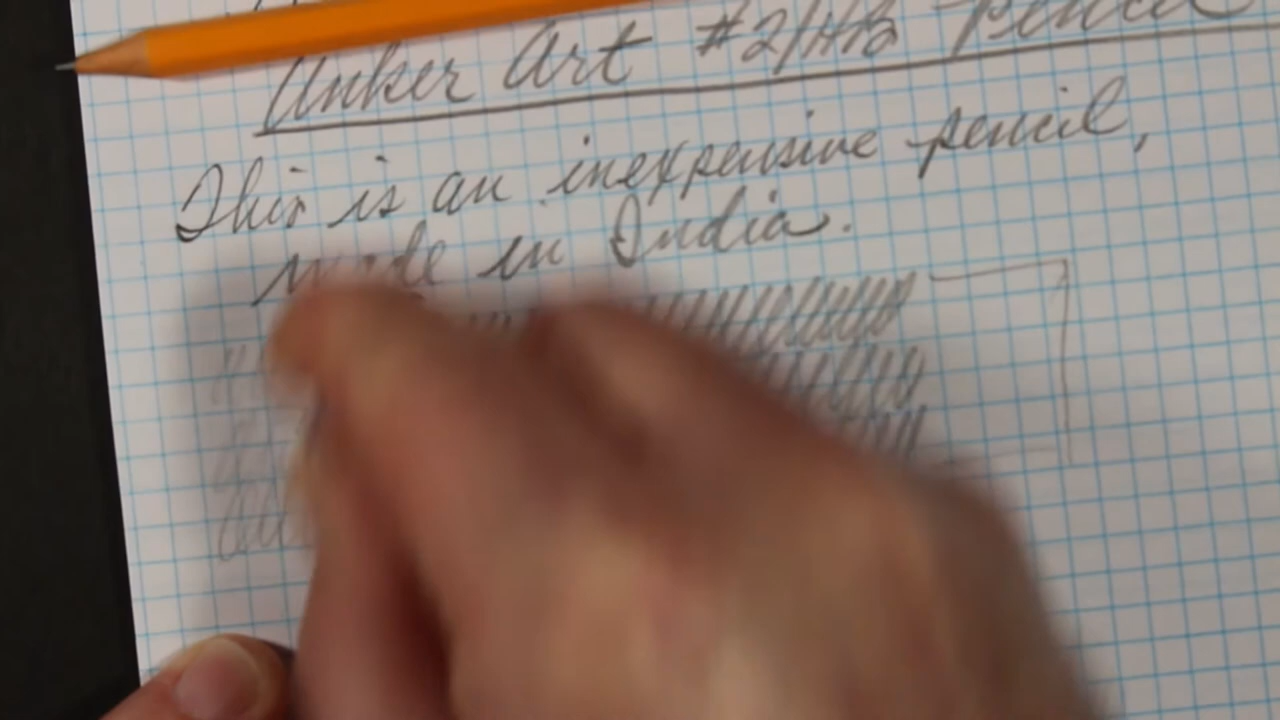 Anker Art #2/HB Pencil
This is an inexpensive pencil,
made in India.